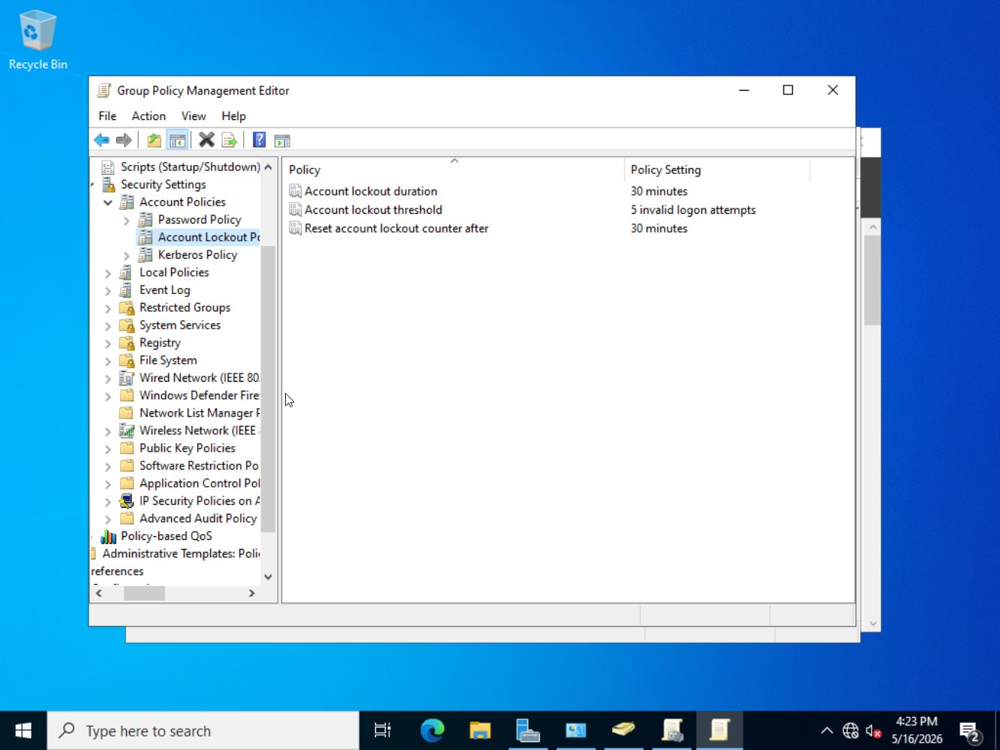 Recycle Bin
Group Policy Management Editor
File Action View Help
Scripts (Startup/Shutdown)
Security Settings
Account Policies
Password Policy
Account Lockout Po
Kerberos Policy
Local Policies
Event Log
Restricted Groups
System Services
Registry
File System
Wired Network (IEEE 80
Windows Defender Fire
Network List Manager P
Wireless Network (IEEE
Public Key Policies
Software Restriction Po
Application Control Pol
IP Security Policies on A
Advanced Audit Policy
Policy-based QoS
Administrative Templates: Poli
references
Policy Policy Setting
Account lockout duration 30 minutes
Account lockout threshold 5 invalid logon attempts
Reset account lockout counter after 30 minutes
Type here to search
4:23 PM
5/16/2026
2